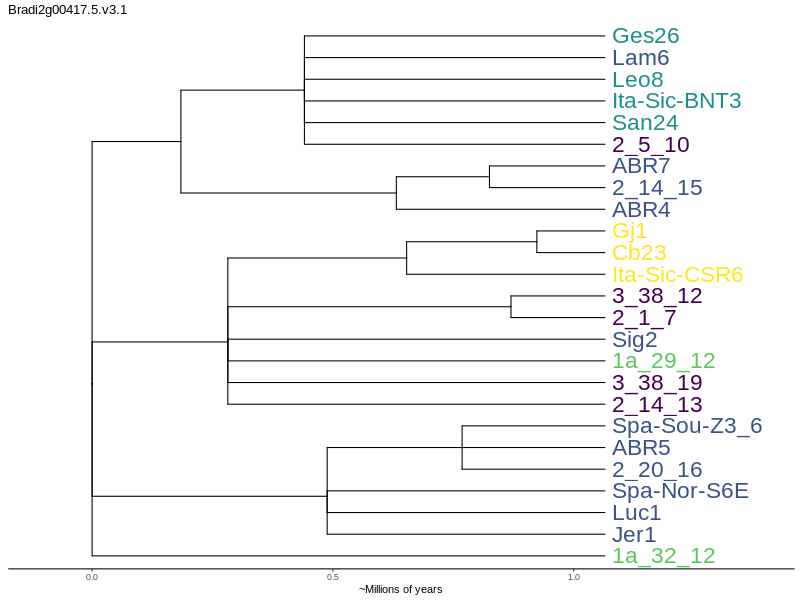 Bradi2g00417.5.v3.1
Ges26
Lam6
Leo8
Ita-Sic-BNT3
San24
2_5_10
ABR7
2_14_15
ABR4
Gj1
Cb23
Ita-Sic-CSR6
3_38_12
2_1_7
Sig2
1a_29_12
3_38_19
2_14_13
Spa-Sou-Z3_6
ABR5
2_20_16
Spa-Nor-S6E
Luc1
Jer1
1a_32_12
0.0 0.5 1.0
~Millions of years